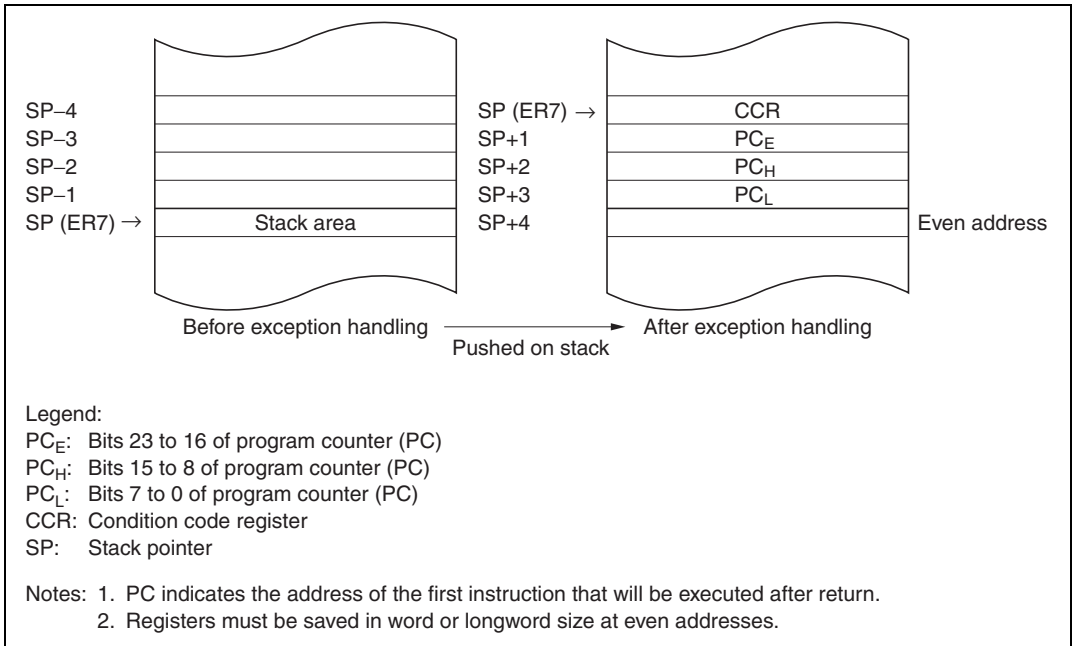 SP–4
SP–3
SP–2
SP–1
SP (ER7) →
Stack area
SP (ER7) →
SP+1
SP+2
SP+3
SP+4
CCR
PCE
PCH
PCL
Even address
Before exception handling
Pushed on stack
After exception handling
Legend:
PCE: Bits 23 to 16 of program counter (PC)
PCH: Bits 15 to 8 of program counter (PC)
PCL: Bits 7 to 0 of program counter (PC)
CCR: Condition code register
SP: Stack pointer
Notes: 1. PC indicates the address of the first instruction that will be executed after return.
2. Registers must be saved in word or longword size at even addresses.